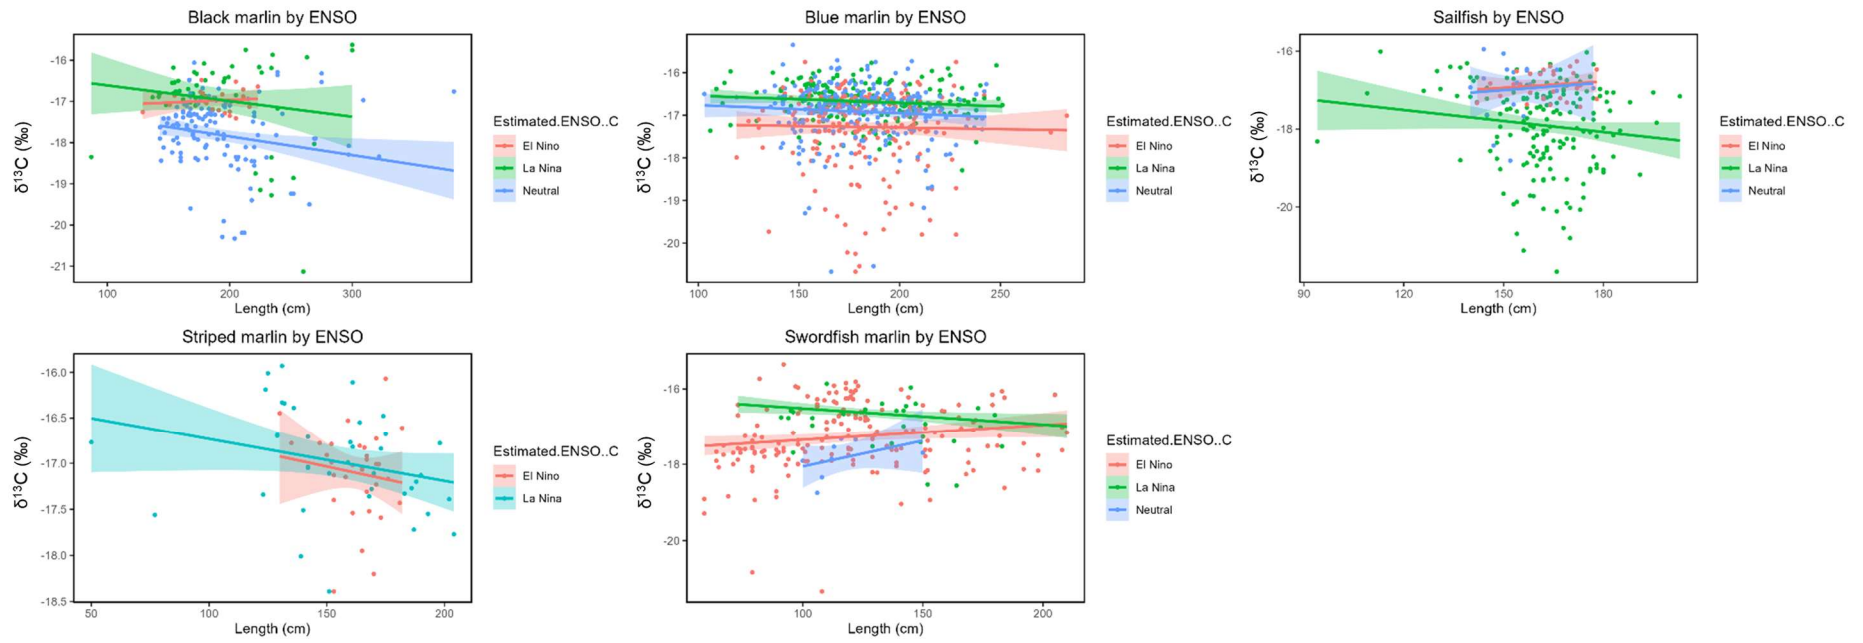 Black marlin by ENSO
-16
-17
-18
-19
-20
-21
δ¹³C (‰)
100
200
300
Length (cm)
Estimated.ENSO..C
El Nino
La Nina
Neutral
Blue marlin by ENSO
-16
-17
-18
-19
-20
δ¹³C (‰)
100
150
200
250
Length (cm)
Estimated.ENSO..C
El Nino
La Nina
Neutral
Sailfish by ENSO
-16
-18
-20
δ¹³C (‰)
90
120
150
180
Length (cm)
Estimated.ENSO..C
El Nino
La Nina
Neutral
Striped marlin by ENSO
-16.0
-16.5
-17.0
-17.5
-18.0
-18.5
δ¹³C (‰)
50
100
150
200
Length (cm)
Estimated.ENSO..C
El Nino
La Nina
Swordfish marlin by ENSO
-16
-18
-20
δ¹³C (‰)
100
150
200
Length (cm)
Estimated.ENSO..C
El Nino
La Nina
Neutral